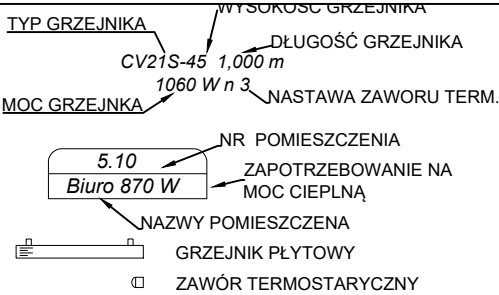 WYSOKOŚĆ GRZEJNIKA
TYP GRZEJNIKA
DŁUGOŚĆ GRZEJNIKA
CV21S-45 1,000 m
1060 W n 3
MOC GRZEJNKA
NASTAWA ZAWORU TERM.
NR POMIESZCZENIA
5.10
ZAPOTRZEBOWANIE NA
Biuro 870 W
MOC CIEPLNĄ
NAZWY POMIESZCZENA
GRZEJNIK PŁYTOWY
ZAWÓR TERMOSTARYCZNY